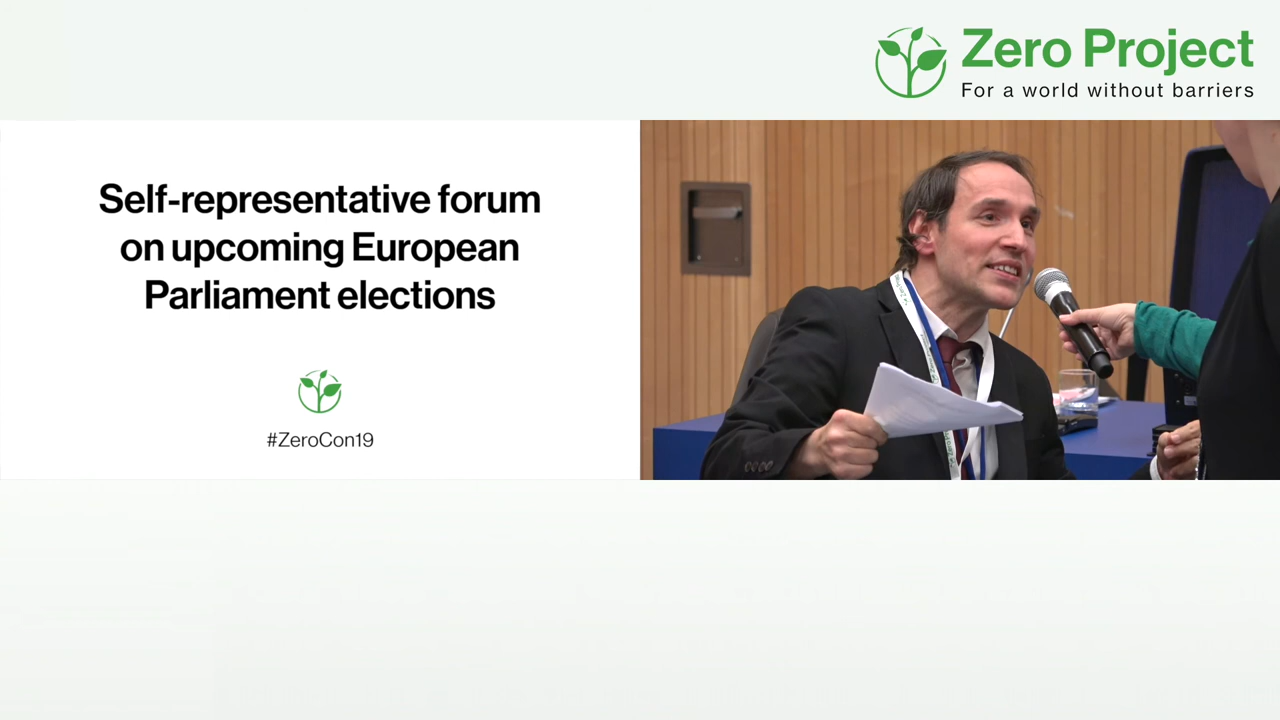 Zero Project
For a world without barriers
Self-representative forum
on upcoming European
Parliament elections
#ZeroCon19